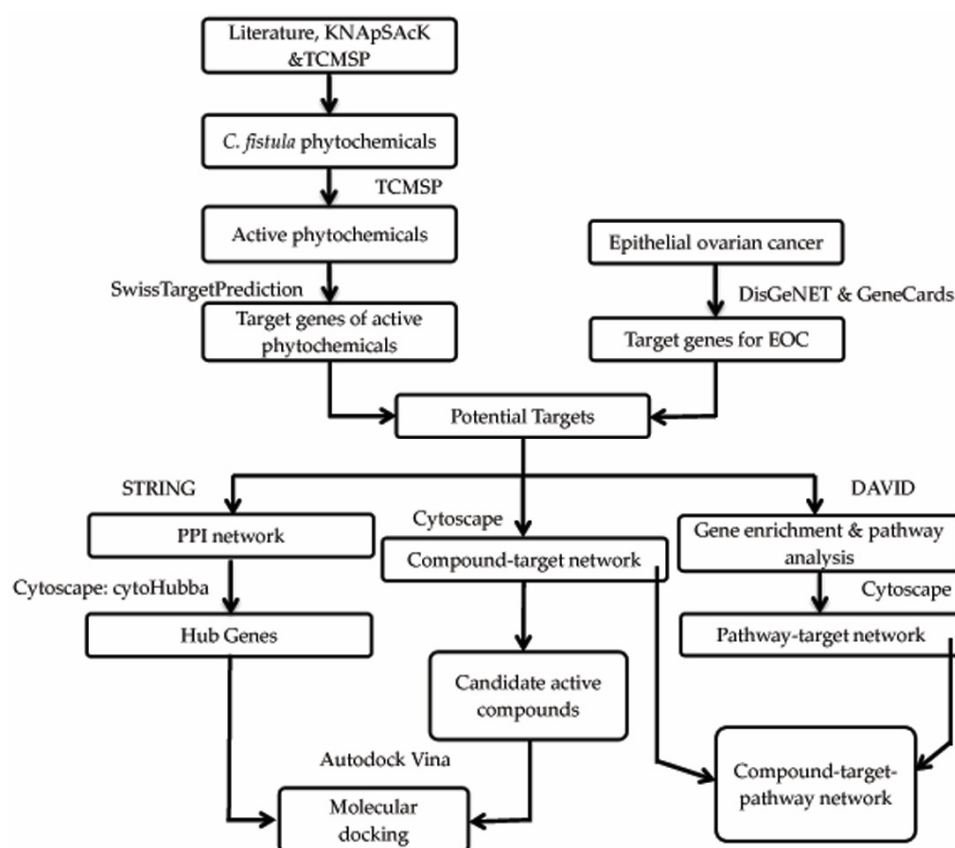 Literature, KNApSAcK
&TCMSP
C. fistula phytochemicals
TCMSP
Active phytochemicals
Epithelial ovarian cancer
SwissTargetPrediction
DisGeNET & GeneCards
Target genes of active
phytochemicals
Target genes for EOC
Potential Targets
STRING
DAVID
Cytoscape
PPI network
Gene enrichment & pathway
analysis
Compound-target network
Cytoscape: cytoHubba
Cytoscape
Hub Genes
Pathway-target network
Candidate active
compounds
Autodock Vina
Compound-target-
pathway network
Molecular
docking